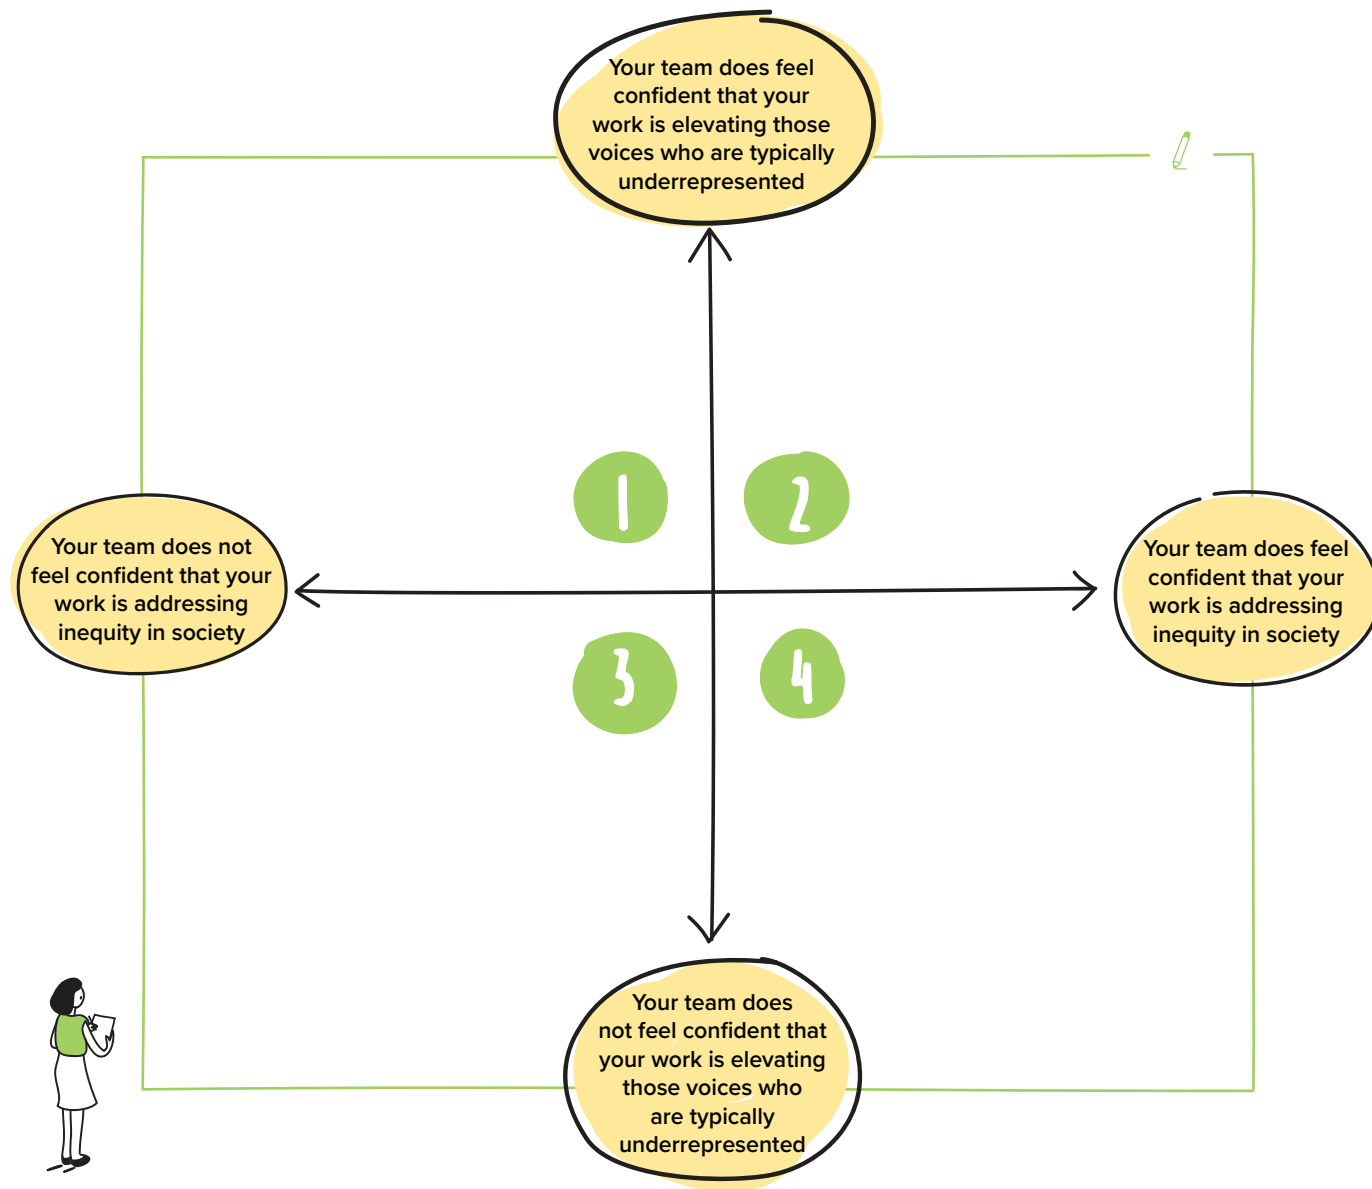 Your team does feel
confident that your
work is elevating those
voices who are typically
underrepresented
1
2
Your team does not
feel confident that your
work is addressing
inequity in society
Your team does feel
confident that your
work is addressing
inequity in society
3
4
Your team does
not feel confident that
your work is elevating
those voices who
are typically
underrepresented